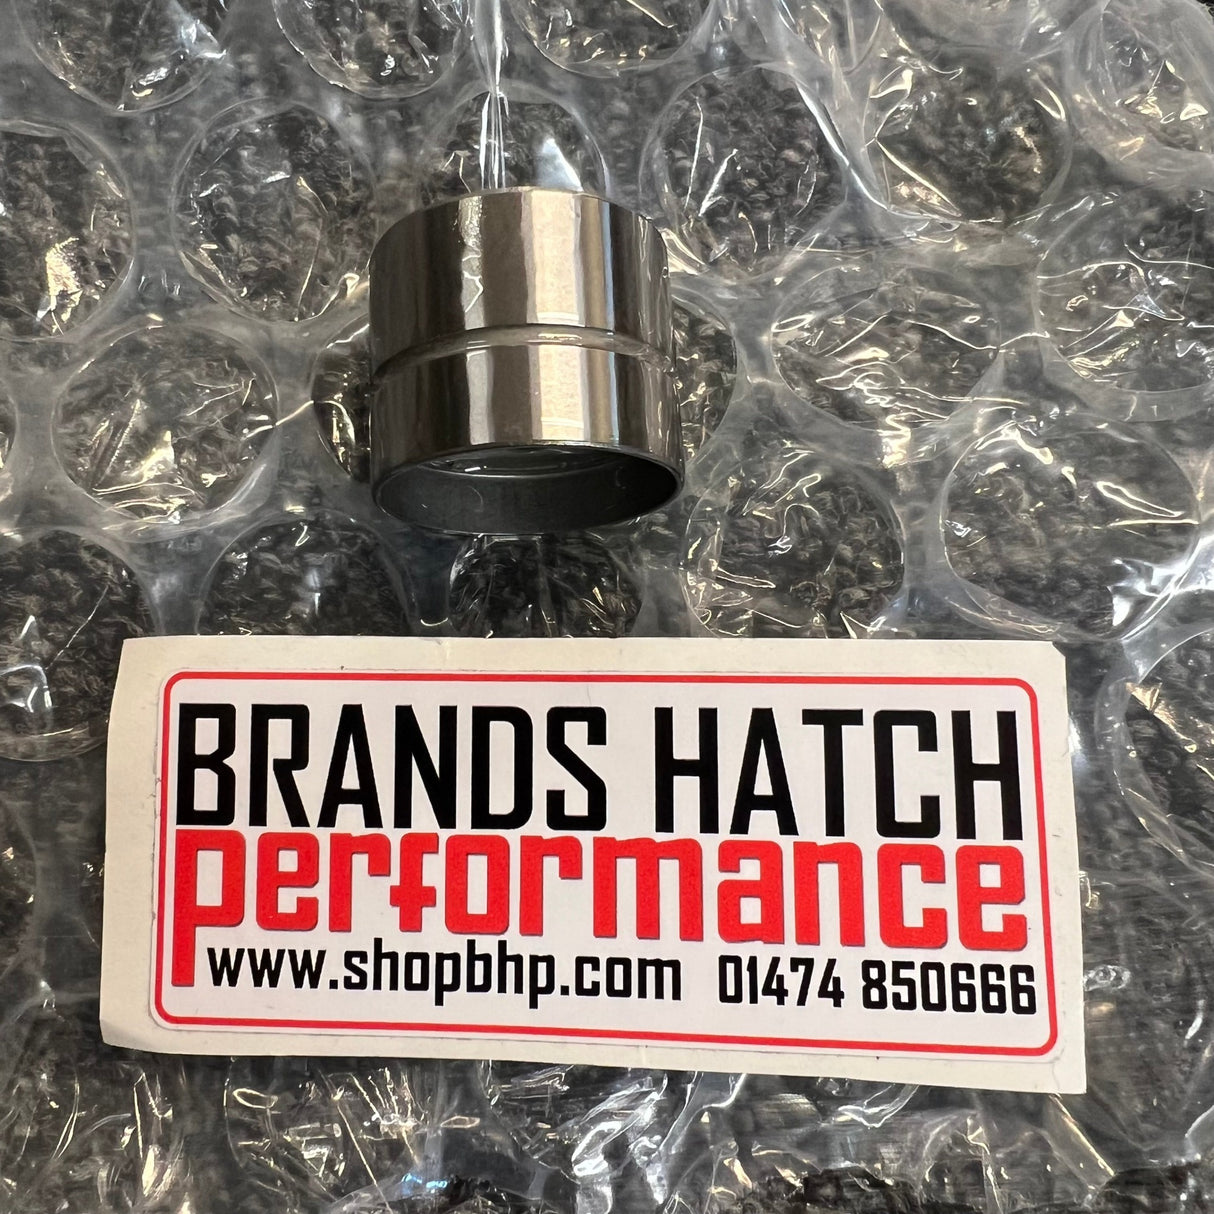 BRANDS HATCH
performance
www.shopbhp.com 01474 850666